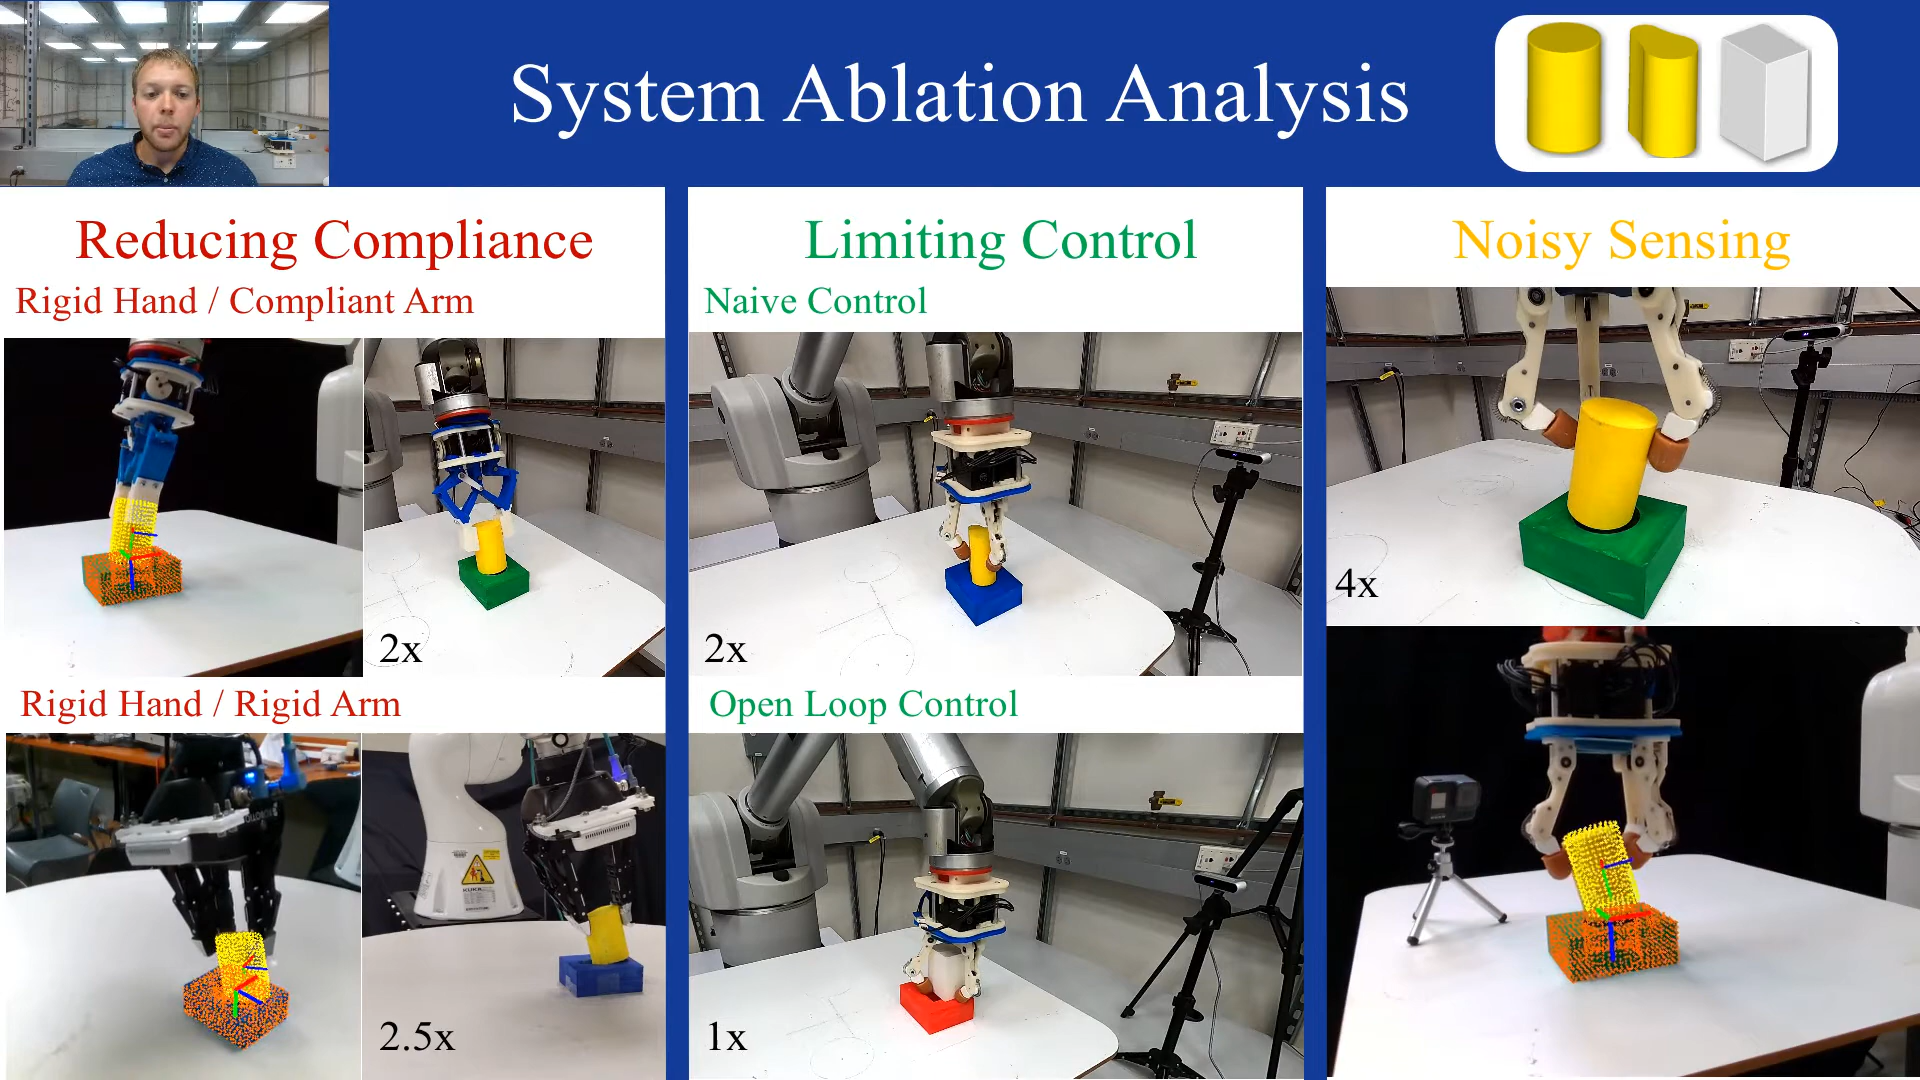 System Ablation Analysis
Reducing Compliance
Rigid Hand / Compliant Arm
2x
Rigid Hand / Rigid Arm
KUKA
2.5x
Limiting Control
Naive Control
2x
Open Loop Control
1x
Noisy Sensing
4x